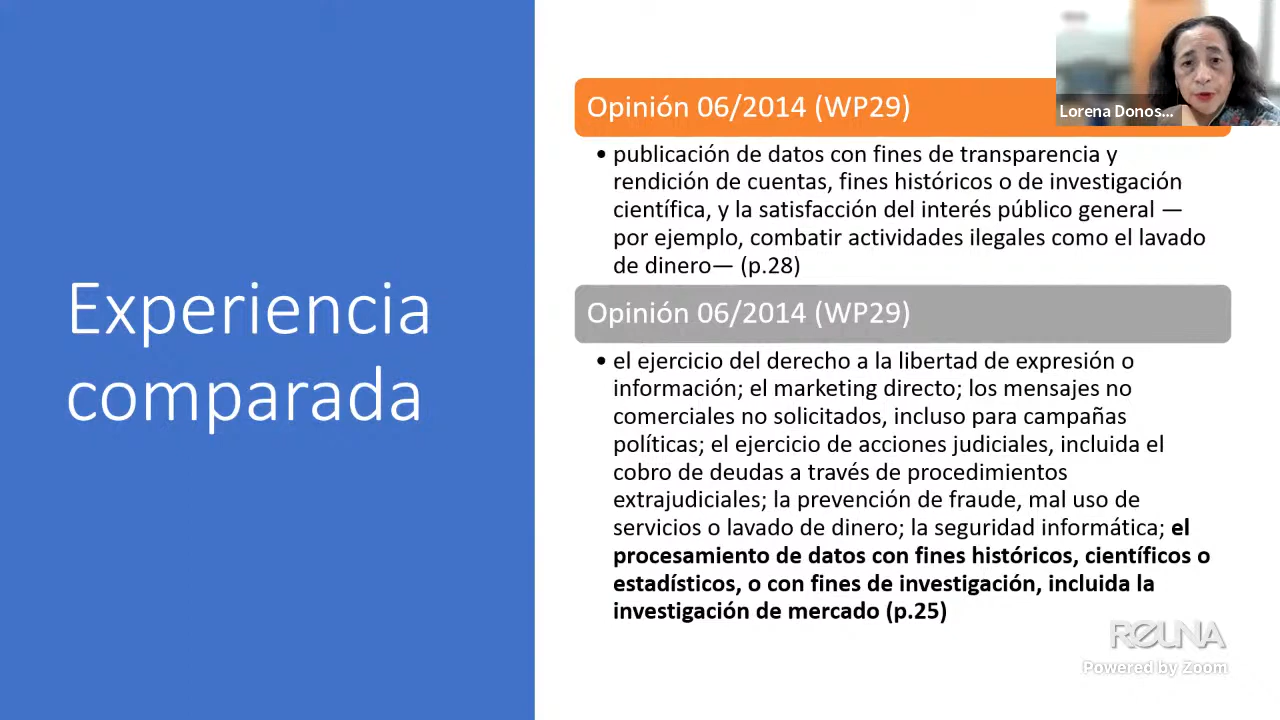 Experiencia
comparada
Opinión 06/2014 (WP29)
• publicación de datos con fines de transparencia y
rendición de cuentas, fines históricos o de investigación
científica, y la satisfacción del interés público general —
por ejemplo, combatir actividades ilegales como el lavado
de dinero— (p.28)
Opinión 06/2014 (WP29)
• el ejercicio del derecho a la libertad de expresión o
información; el marketing directo; los mensajes no
comerciales no solicitados, incluso para campañas
políticas; el ejercicio de acciones judiciales, incluida el
cobro de deudas a través de procedimientos
extrajudiciales; la prevención de fraude, mal uso de
servicios o lavado de dinero; la seguridad informática; el
procesamiento de datos con fines históricos, científicos o
estadísticos, o con fines de investigación, incluida la
investigación de mercado (p.25)
Lorena Donos...
REUNA
Powered by Zoom